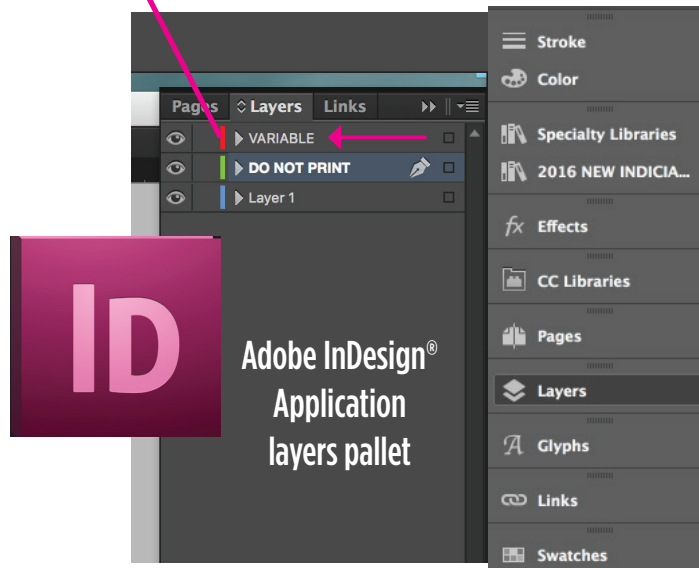 Pages Layers Links
VARIABLE
DO NOT PRINT
Layer 1
ID
Adobe InDesign®
Application
layers pallet
Stroke
Color
Specialty Libraries
2016 NEW INDICIA...
fx Effects
CC Libraries
Pages
Layers
A Glyphs
Links
Swatches